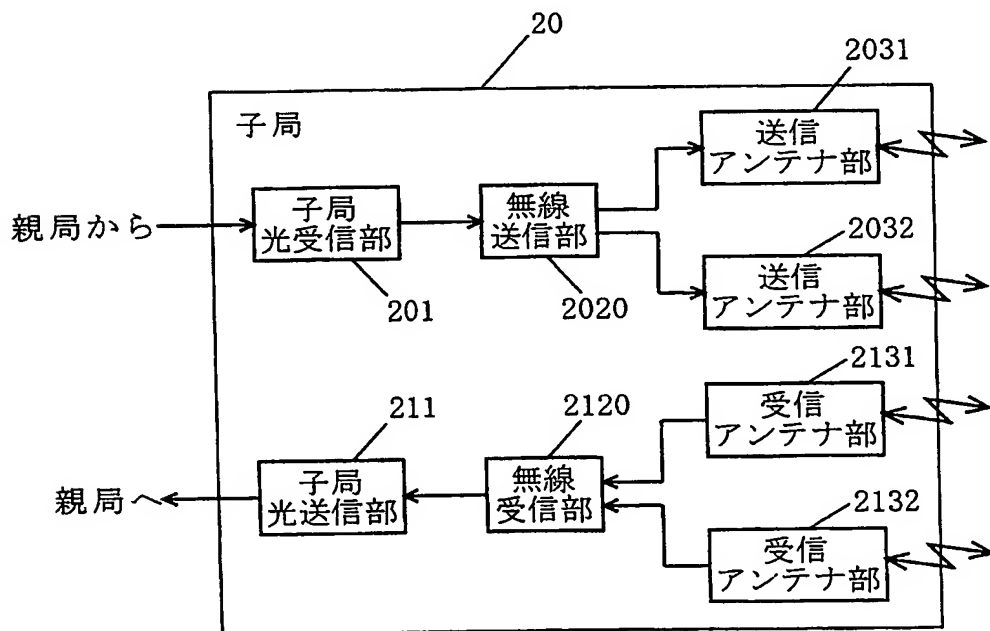 20
子局
2031
送信
アンテナ部
親局から
子局
光受信部
201
無線
送信部
2020
2032
送信
アンテナ部
2131
受信
アンテナ部
2120
無線
受信部
211
子局
光送信部
親局へ
2132
受信
アンテナ部